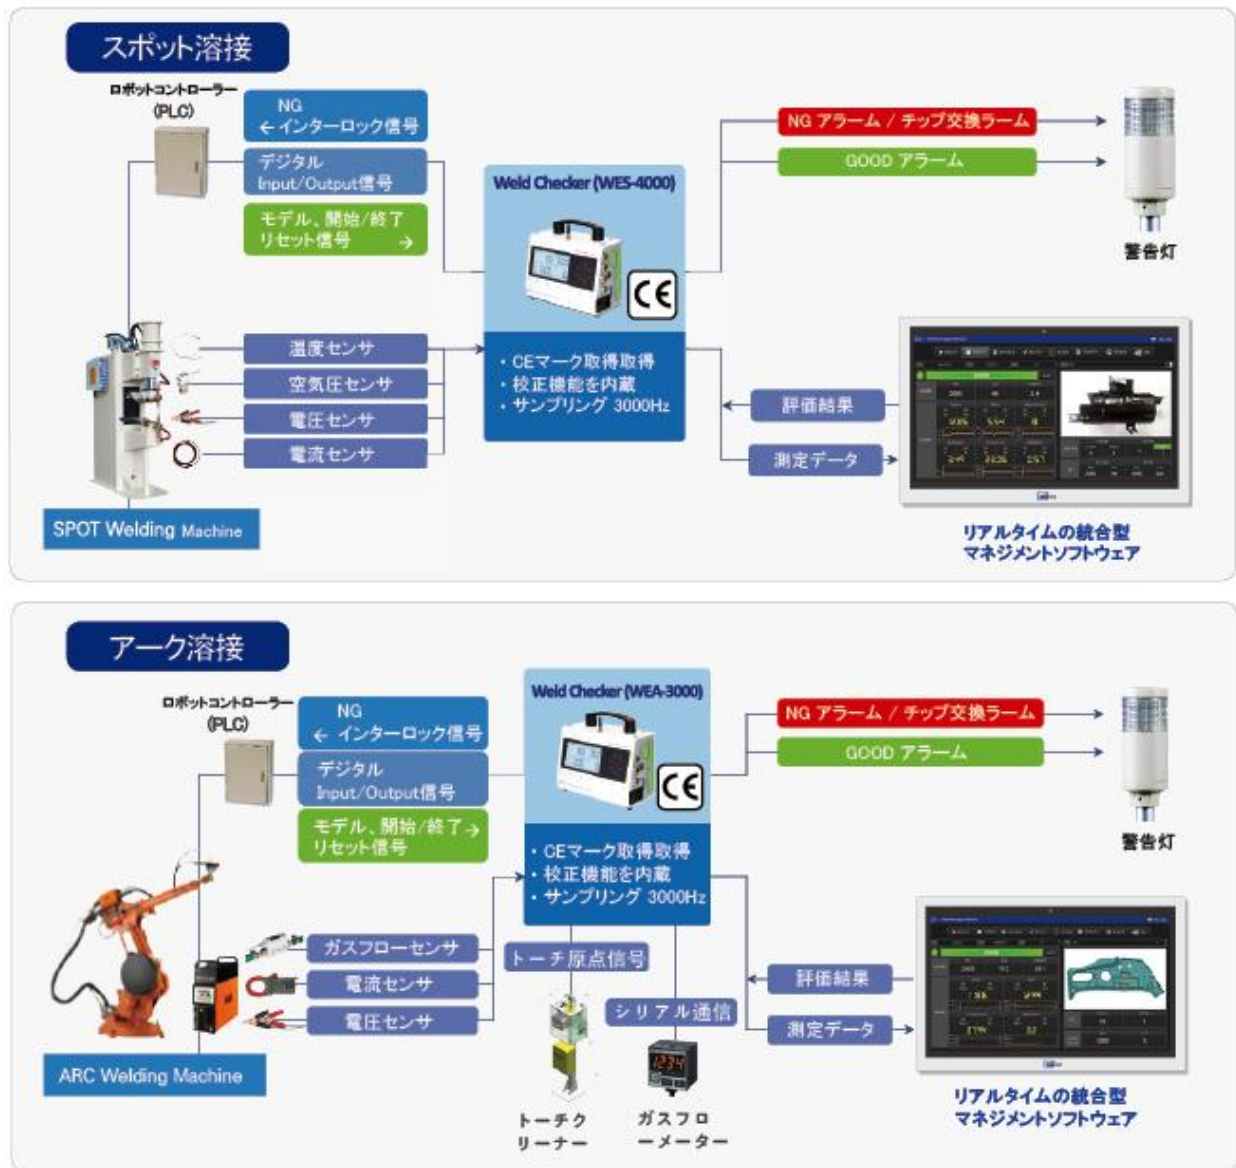 スポット溶接
ロボットコントローラー
(PLC)
NG
← インターロック信号
デジタル
Input/Output信号
モデル、開始/終了
リセット信号 →
Weld Checker (WES-4000)
CE
・CEマーク取得取得
・校正機能を内蔵
・サンプリング 3000Hz
NG アラーム / チップ交換ラーム
GOOD アラーム
警告灯
温度センサ
空気圧センサ
電圧センサ
電流センサ
SPOT Welding Machine
評価結果
測定データ
リアルタイムの統合型
マネジメントソフトウェア
アーク溶接
ロボットコントローラー
(PLC)
NG
← インターロック信号
デジタル
Input/Output信号
モデル、開始/終了→
リセット信号
Weld Checker (WEA-3000)
CE
・CEマーク取得取得
・校正機能を内蔵
・サンプリング 3000Hz
NG アラーム / チップ交換ラーム
GOOD アラーム
警告灯
ガスフローセンサ
電流センサ
電圧センサ
ARC Welding Machine
トーチ原点信号
シリアル通信
1234
トーチク
リーナー
ガスフロ
ーメーター
評価結果
測定データ
リアルタイムの統合型
マネジメントソフトウェア